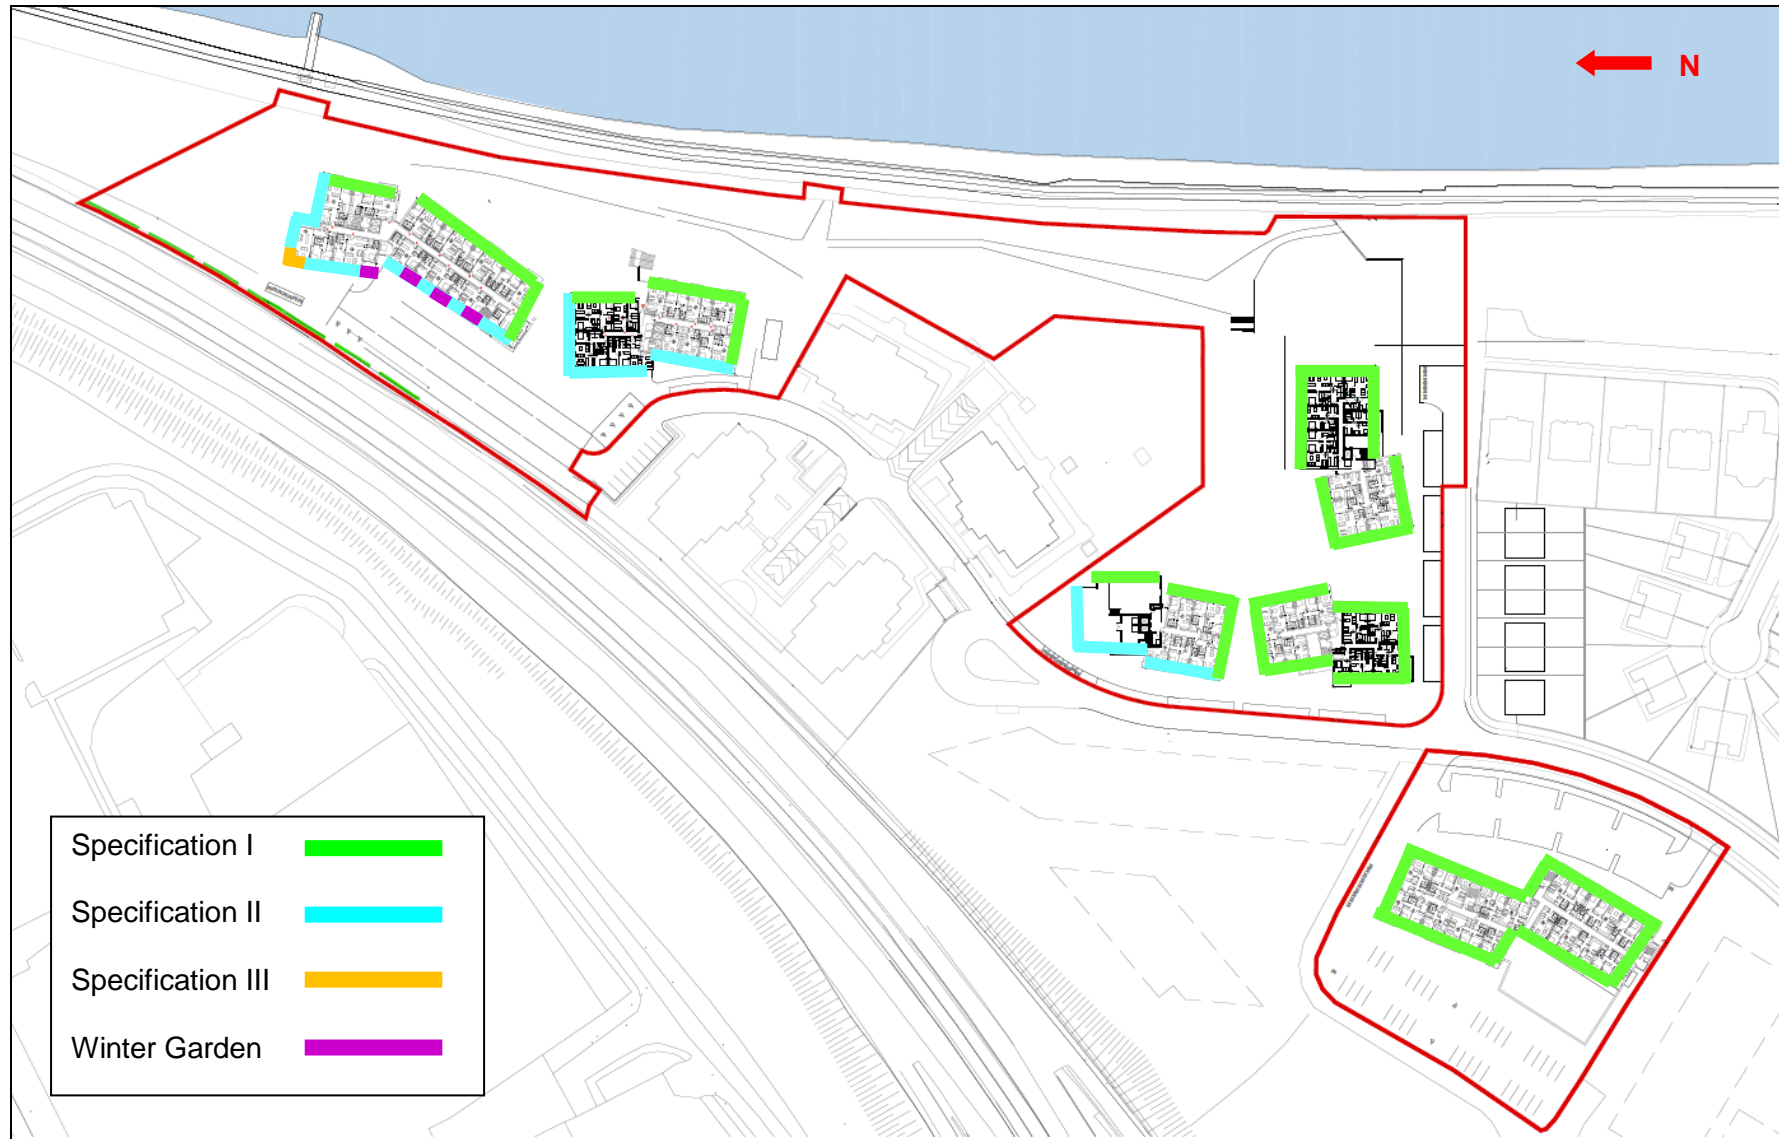 N
Specification I
Specification II
Specification III
Winter Garden